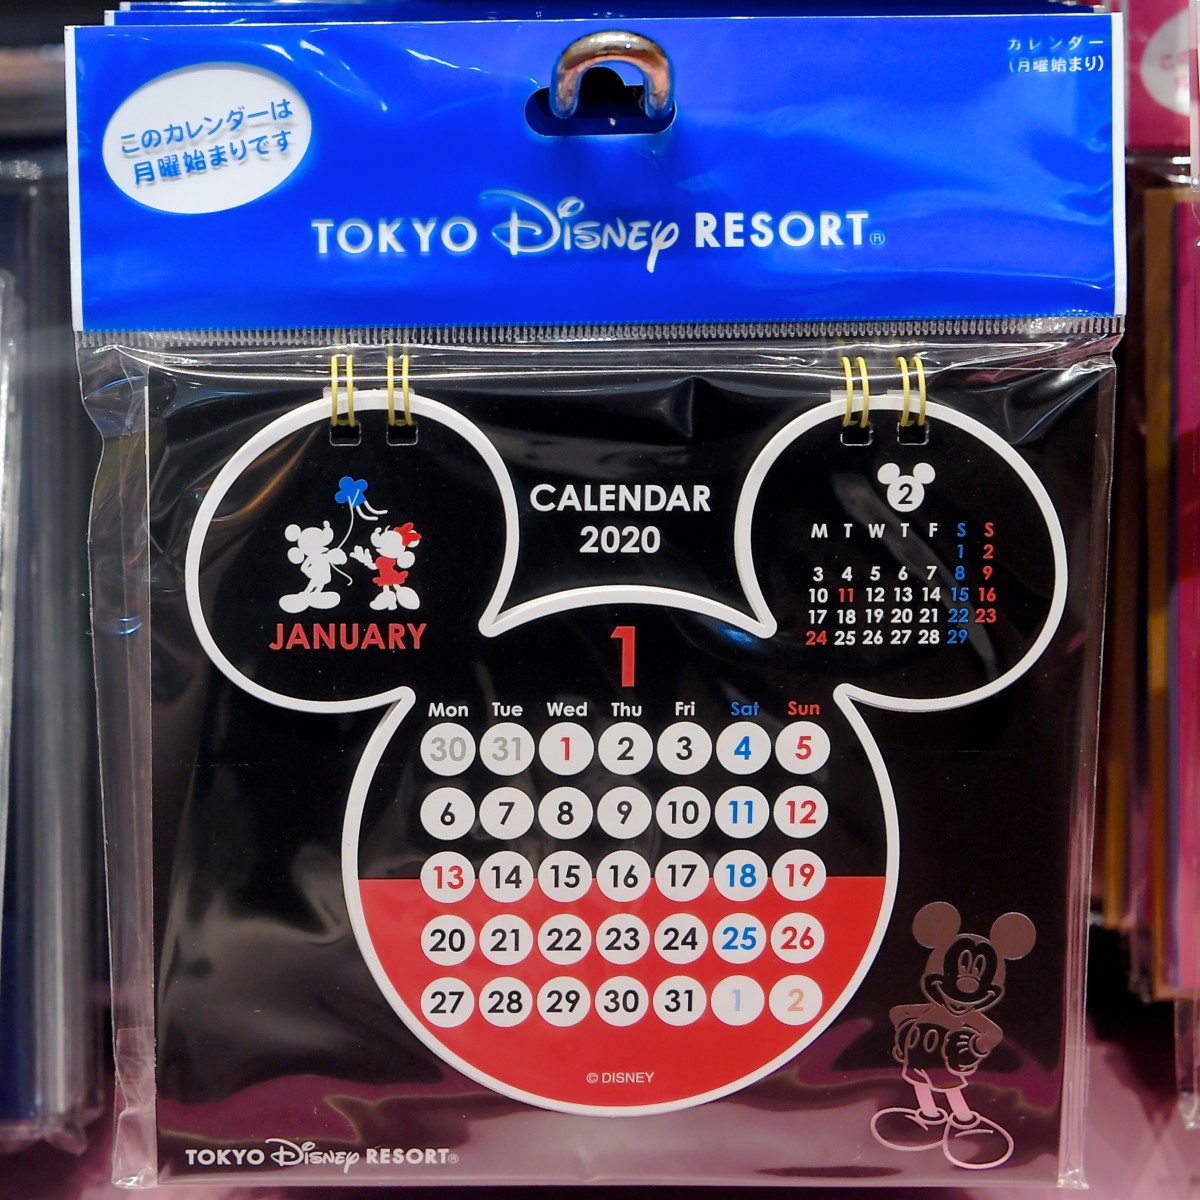 カレンダー
(月曜始まり)
このカレンダーは
月曜始まりです
TOKYO Disney RESORT®
CALENDAR
2020
JANUARY
2
M T W T F S S
1 2
3 4 5 6 7 8 9
10 11 12 13 14 15 16
17 18 19 20 21 22 23
24 25 26 27 28 29
1
Mon Tue Wed Thu Fri Sat Sun
30 31 1 2 3 4 5
6 7 8 9 10 11 12
13 14 15 16 17 18 19
20 21 22 23 24 25 26
27 28 29 30 31 1 2
© DISNEY
TOKYO Disney RESORT®